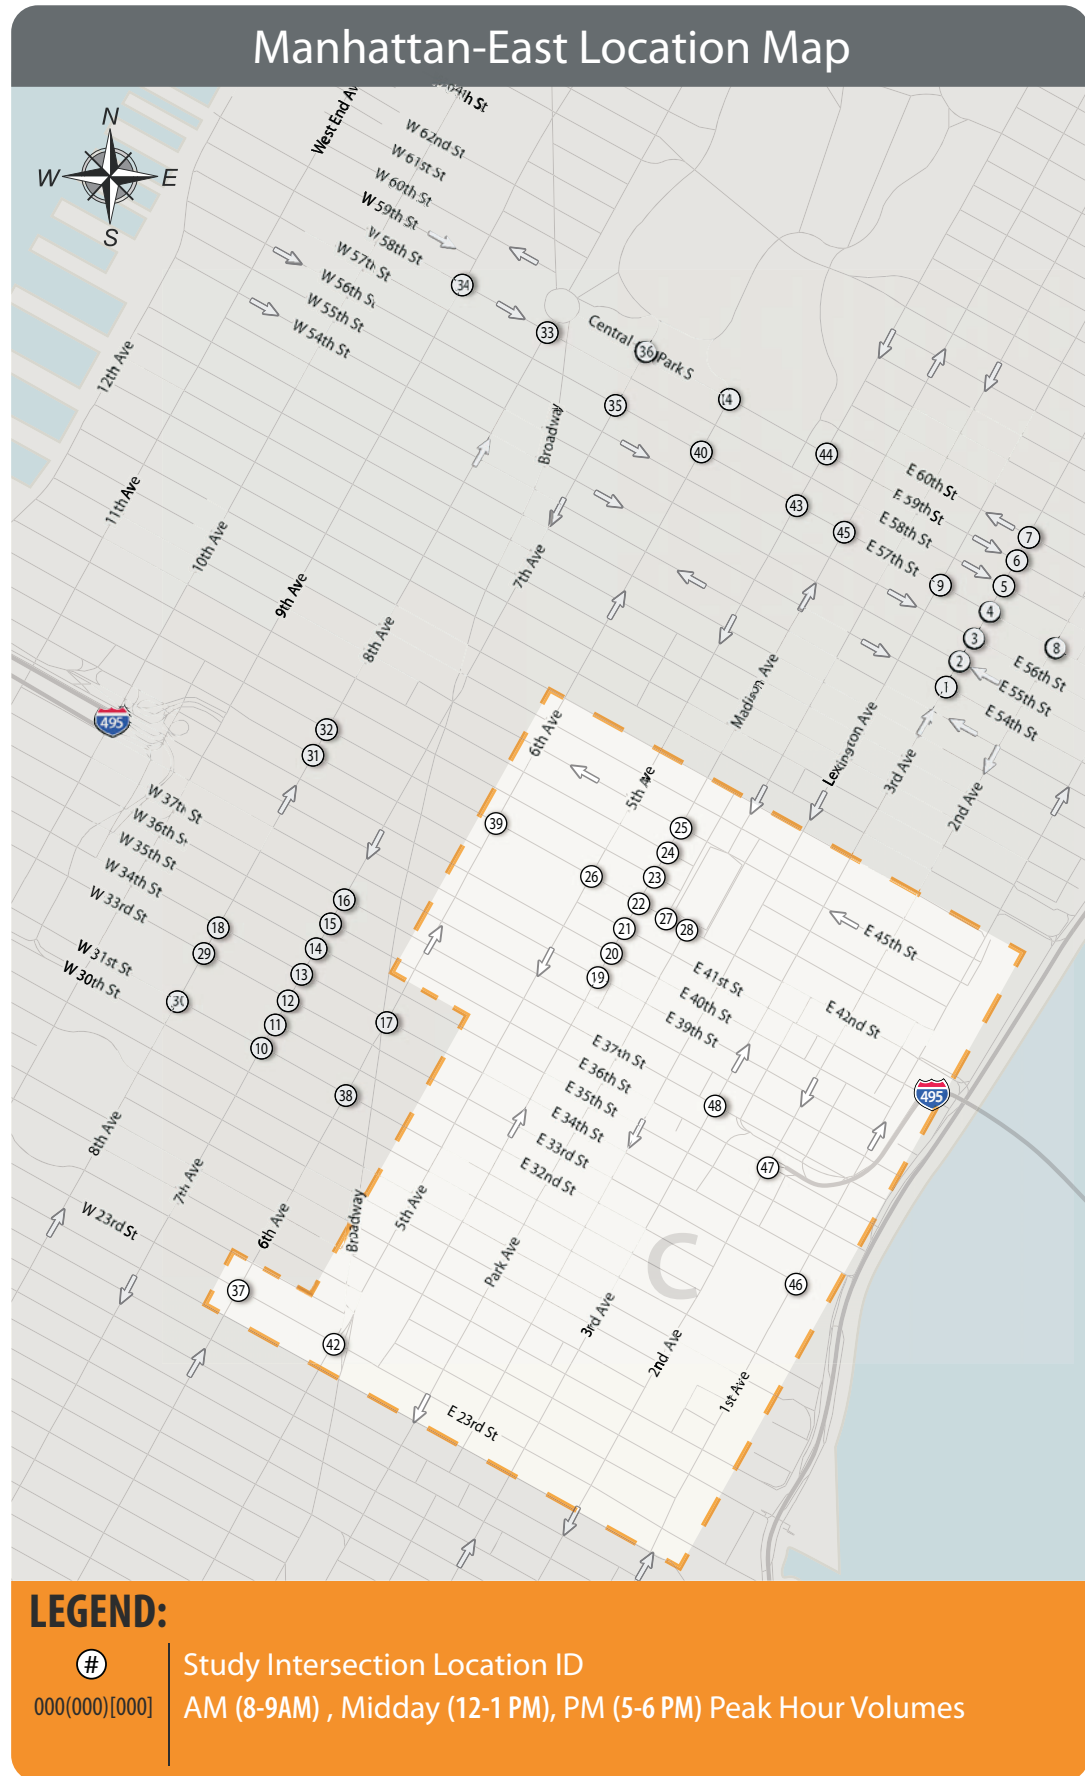 Manhattan-East Location Map
West End Av
W 62nd St
W 61st St
W 60th St
W 59th St
W 58th St
W 57th St
W 56th St
W 55th St
W 54th St
N
W
E
S
34
33
Central
36
Park S
12th Ave
35
14
Broadway
40
44
11th Ave
43
E 60th St
E 59th St
E 58th St
E 57th St
45
7
6
5
9
4
3
2
1
8
10th Ave
9th Ave
8th Ave
7th Ave
E 56th St
E 55th St
E 54th St
Madison Ave
Lexington Ave
3rd Ave
2nd Ave
495
32
31
6th Ave
5th Ave
W 37th St
W 36th St
W 35th St
W 34th St
W 33rd St
W 31st St
W 30th St
39
25
24
23
26
22
27
28
21
20
19
16
15
14
13
12
11
10
18
29
17
38
E 45th St
E 42nd St
E 41st St
E 40th St
E 39th St
E 37th St
E 36th St
E 35th St
E 34th St
E 33rd St
E 32nd St
495
48
47
46
8th Ave
7th Ave
6th Ave
Broadway
5th Ave
Park Ave
3rd Ave
2nd Ave
1st Ave
W 23rd St
C
37
42
E 23rd St
LEGEND:
# Study Intersection Location ID
000(000)[000] AM (8-9AM) , Midday (12-1 PM), PM (5-6 PM) Peak Hour Volumes